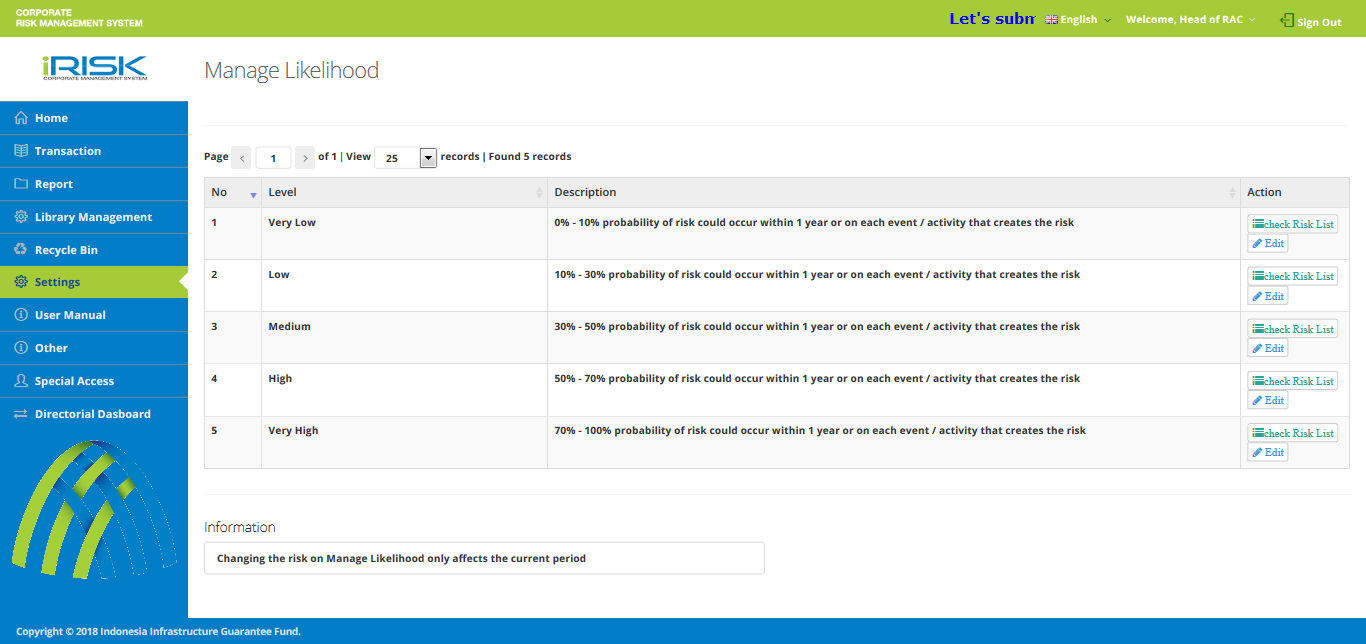 CORPORATE
RISK MANAGEMENT SYSTEM
Let's subm English Welcome, Head of RAC Sign Out
iRISK
CORPORATE MANAGEMENT SYSTEM
Manage Likelihood
Home
Transaction
Report
Library Management
Recycle Bin
Settings
User Manual
Other
Special Access
Directorial Dasboard
Page < 1 > of 1 | View 25 records | Found 5 records
No Level Description Action
1 Very Low 0% - 10% probability of risk could occur within 1 year or on each event / activity that creates the risk check Risk List
Edit
2 Low 10% - 30% probability of risk could occur within 1 year or on each event / activity that creates the risk check Risk List
Edit
3 Medium 30% - 50% probability of risk could occur within 1 year or on each event / activity that creates the risk check Risk List
Edit
4 High 50% - 70% probability of risk could occur within 1 year or on each event / activity that creates the risk check Risk List
Edit
5 Very High 70% - 100% probability of risk could occur within 1 year or on each event / activity that creates the risk check Risk List
Edit
Information
Changing the risk on Manage Likelihood only affects the current period
Copyright © 2018 Indonesia Infrastructure Guarantee Fund.